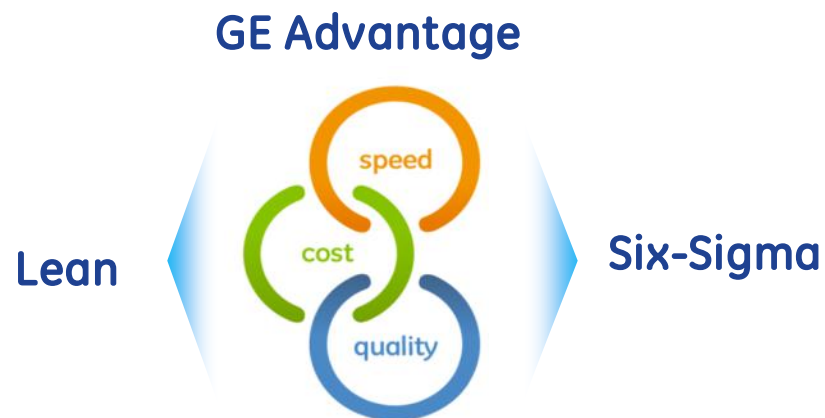 GE Advantage
speed
cost
Lean
Six-Sigma
quality